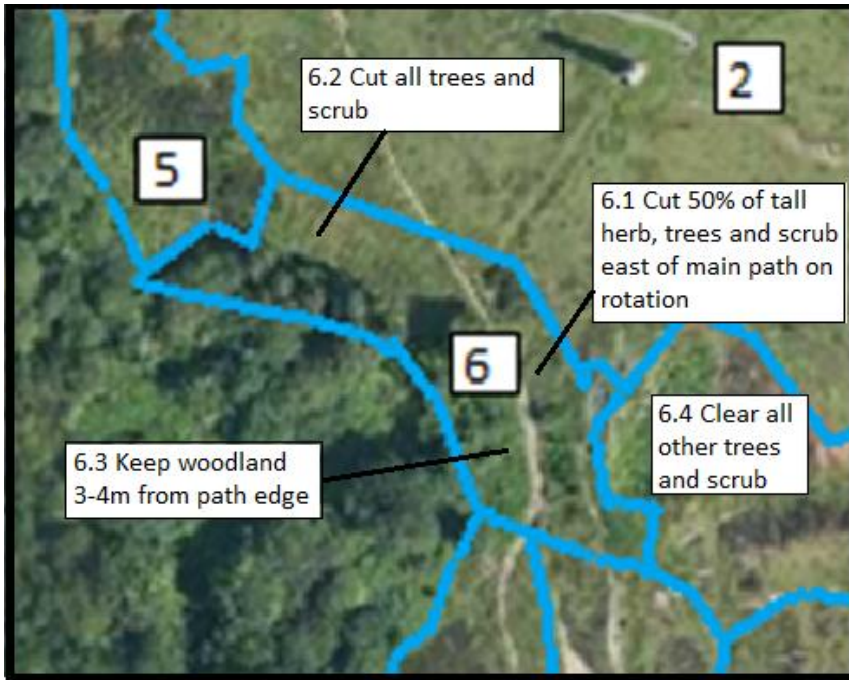 2
6.2 Cut all trees and
scrub
5
6.1 Cut 50% of tall
herb, trees and scrub
east of main path on
rotation
6
6.4 Clear all
other trees
and scrub
6.3 Keep woodland
3-4m from path edge